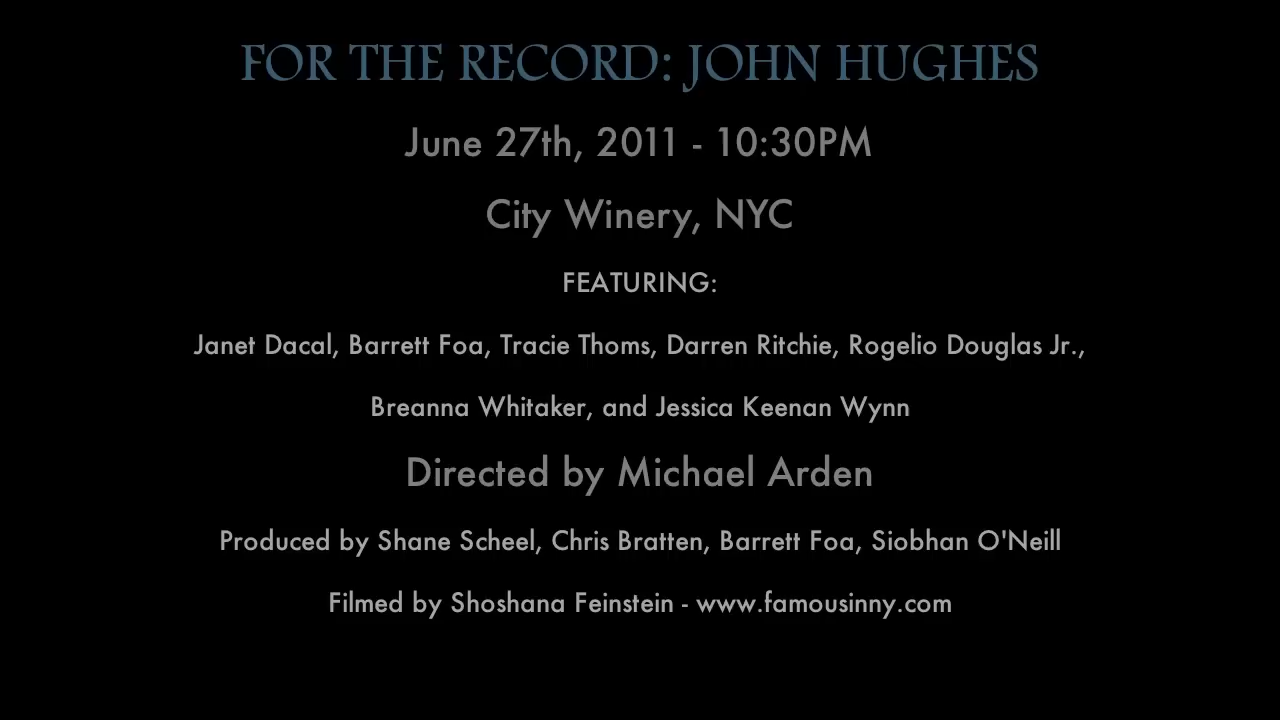 FOR THE RECORD: JOHN HUGHES
June 27th, 2011 - 10:30PM
City Winery, NYC
FEATURING:
Janet Dacal, Barrett Foa, Tracie Thoms, Darren Ritchie, Rogelio Douglas Jr.,
Breanna Whitaker, and Jessica Keenan Wynn
Directed by Michael Arden
Produced by Shane Scheel, Chris Bratten, Barrett Foa, Siobhan O'Neill
Filmed by Shoshana Feinstein - www.famousinny.com